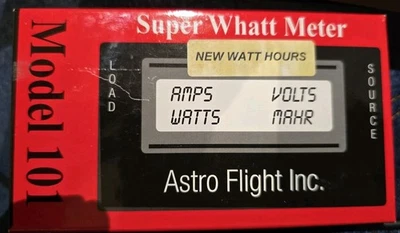 Super Whatt Meter
Model 101
NEW WATT HOURS
LOAD
SOURCE
AMPS VOLTS
WATTS MAHR
Astro Flight Inc.